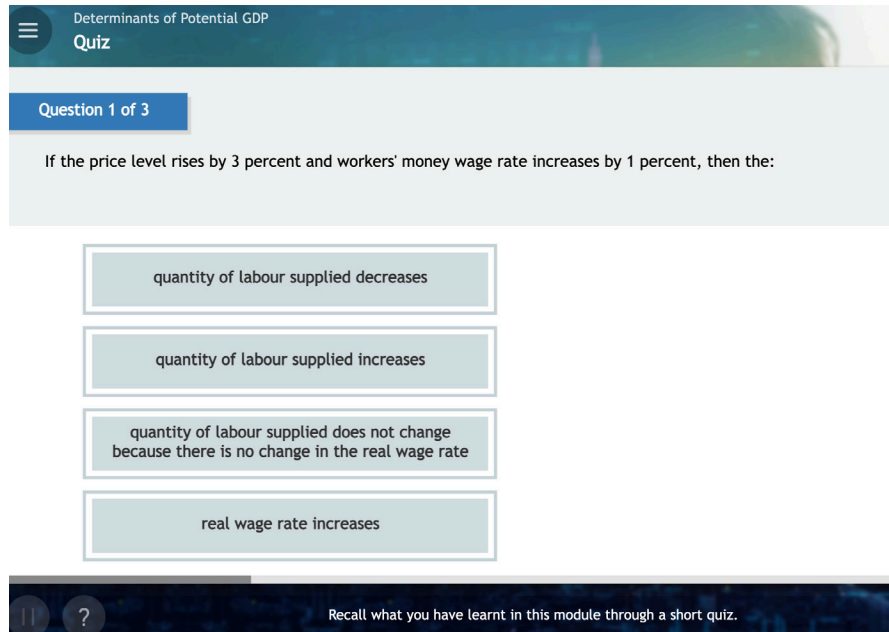 Determinants of Potential GDP
Quiz
Question 1 of 3
If the price level rises by 3 percent and workers' money wage rate increases by 1 percent, then the:
quantity of labour supplied decreases
quantity of labour supplied increases
quantity of labour supplied does not change
because there is no change in the real wage rate
real wage rate increases
?
Recall what you have learnt in this module through a short quiz.